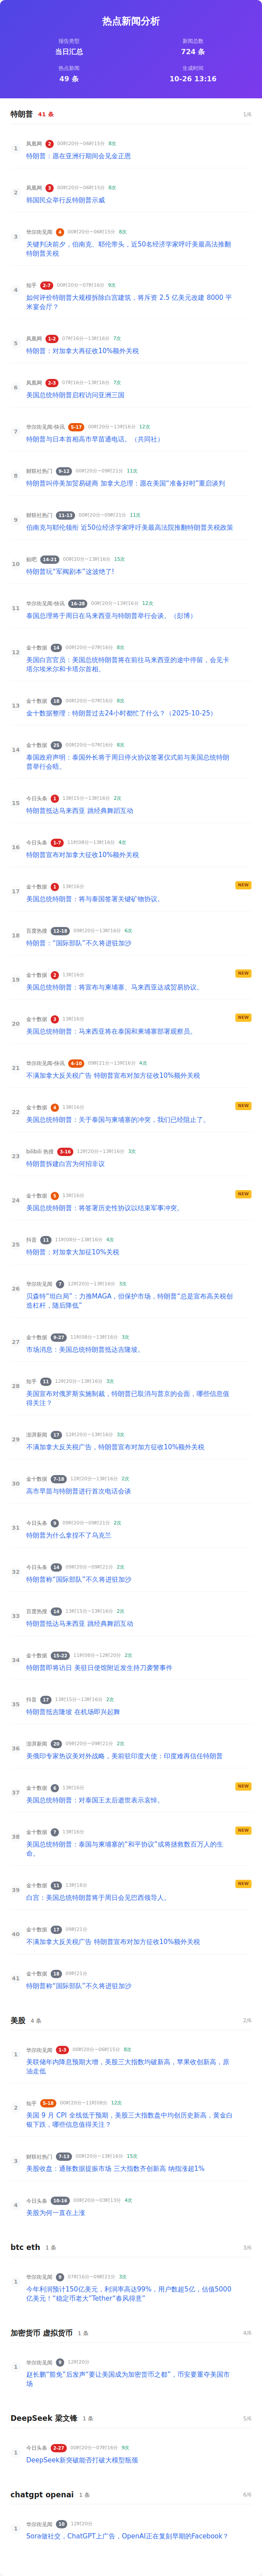 热点新闻分析
报告类型
当日汇总
新闻总数
724 条
热点新闻
49 条
生成时间
10-26 13:16
特朗普 41 条 1/6
1
凤凰网 2 00时20分~06时15分 8次
特朗普：愿在亚洲行期间会见金正恩
2
凤凰网 3 00时20分~06时15分 8次
韩国民众举行反特朗普示威
3
华尔街见闻 4 00时20分~06时15分 8次
关键判决前夕，伯南克、耶伦带头，近50名经济学家呼吁美最高法推翻
特朗普关税
4
知乎 2-7 00时20分~07时16分 9次
如何评价特朗普大规模拆除白宫建筑，将斥资 2.5 亿美元改建 8000 平
米宴会厅？
5
凤凰网 1-2 07时16分~13时16分 7次
特朗普：对加拿大再征收10%额外关税
6
凤凰网 2-3 07时16分~13时16分 7次
美国总统特朗普启程访问亚洲三国
7
华尔街见闻-快讯 5-17 00时20分~13时16分 12次
特朗普与日本首相高市早苗通电话。（共同社）
8
财联社热门 9-12 00时20分~09时21分 11次
特朗普叫停美加贸易磋商 加拿大总理：愿在美国“准备好时”重启谈判
9
财联社热门 11-13 00时20分~09时21分 11次
伯南克与耶伦领衔 近50位经济学家呼吁美最高法院推翻特朗普关税政策
10
贴吧 14-21 00时20分~13时16分 15次
特朗普玩“军阀剧本”这波绝了!
11
华尔街见闻-快讯 16-28 00时20分~13时16分 12次
泰国总理将于周日在马来西亚与特朗普举行会谈。（彭博）
12
金十数据 14 00时20分~07时16分 8次
美国白宫官员：美国总统特朗普将在前往马来西亚的途中停留，会见卡
塔尔埃米尔和卡塔尔首相。
13
金十数据 18 00时20分~07时16分 8次
金十数据整理：特朗普过去24小时都忙了什么？（2025-10-25）
14
金十数据 25 00时20分~07时16分 8次
泰国政府声明：泰国外长将于周日停火协议签署仪式前与美国总统特朗
普举行会晤。
15
今日头条 1 13时15分~13时16分 2次
特朗普抵达马来西亚 跳经典舞蹈互动
16
今日头条 1-7 11时08分~13时16分 4次
特朗普宣布对加拿大征收10%额外关税
17
金十数据 1 13时16分
NEW
美国总统特朗普：将与泰国签署关键矿物协议。
18
百度热搜 12-18 09时20分~13时16分 6次
特朗普：“国际部队”不久将进驻加沙
19
金十数据 2 13时16分
NEW
美国总统特朗普：将宣布与柬埔寨、马来西亚达成贸易协议。
20
金十数据 3 13时16分
NEW
美国总统特朗普：马来西亚将在泰国和柬埔寨部署观察员。
21
华尔街见闻-快讯 4-10 09时21分~13时16分 4次
不满加拿大反关税广告 特朗普宣布对加方征收10%额外关税
22
金十数据 4 13时16分
NEW
美国总统特朗普：关于泰国与柬埔寨的冲突，我们已经阻止了。
23
bilibili 热搜 3-16 12时20分~13时16分 3次
特朗普拆建白宫为何招非议
24
金十数据 5 13时16分
NEW
美国总统特朗普：将签署历史性协议以结束军事冲突。
25
抖音 11 11时08分~13时16分 4次
特朗普：对加拿大加征10%关税
26
华尔街见闻 7 12时20分~13时16分 3次
贝森特“坦白局”：力推MAGA，但保护市场，特朗普“总是宣布高关税创
造杠杆，随后降低”
27
金十数据 9-27 11时08分~13时16分 3次
市场消息：美国总统特朗普抵达吉隆坡。
28
知乎 11 12时20分~13时16分 3次
美国宣布对俄罗斯实施制裁，特朗普已取消与普京的会面，哪些信息值
得关注？
29
澎湃新闻 17 12时20分~13时16分 3次
不满加拿大反关税广告，特朗普宣布对加方征收10%额外关税
30
金十数据 7-18 12时20分~13时16分 2次
高市早苗与特朗普进行首次电话会谈
31
今日头条 9 09时20分~09时21分 2次
特朗普为什么拿捏不了乌克兰
32
今日头条 14 09时20分~09时21分 2次
特朗普称“国际部队”不久将进驻加沙
33
百度热搜 14 13时15分~13时16分 2次
特朗普抵达马来西亚 跳经典舞蹈互动
34
金十数据 15-22 11时08分~12时20分 2次
特朗普即将访日 美驻日使馆附近发生持刀袭警事件
35
抖音 17 13时15分~13时16分 2次
特朗普抵吉隆坡 在机场即兴起舞
36
澎湃新闻 20 09时20分~09时21分 2次
美俄印专家热议美对外战略，美前驻印度大使：印度难再信任特朗普
37
金十数据 6 13时16分
NEW
美国总统特朗普：对泰国王太后逝世表示哀悼。
38
金十数据 7 13时16分
NEW
美国总统特朗普：泰国与柬埔寨的“和平协议”或将拯救数百万人的生
命。
39
金十数据 11 13时16分
NEW
白宫：美国总统特朗普将于周日会见巴西领导人。
40
金十数据 17 09时21分
不满加拿大反关税广告 特朗普宣布对加方征收10%额外关税
41
金十数据 18 09时21分
特朗普称“国际部队”不久将进驻加沙
美股 4 条 2/6
1
华尔街见闻 1-3 00时20分~06时15分 8次
美联储年内降息预期大增，美股三大指数均破新高，苹果收创新高，原
油走低
2
知乎 5-18 00时20分~11时08分 12次
美国 9 月 CPI 全线低于预期，美股三大指数盘中均创历史新高，黄金白
银下跌，哪些信息值得关注？
3
财联社热门 7-13 00时20分~13时16分 15次
美股收盘：通胀数据提振市场 三大指数齐创新高 纳指涨超1%
4
今日头条 10-16 00时20分~03时13分 4次
美股为何一直在上涨
btc eth 1 条 3/6
1
华尔街见闻 9 07时16分~09时21分 3次
今年利润预计150亿美元，利润率高达99%，用户数超5亿，估值5000
亿美元！“稳定币老大”Tether“春风得意”
加密货币 虚拟货币 1 条 4/6
1
华尔街见闻 9 12时20分
赵长鹏“豁免”后发声“要让美国成为加密货币之都”，币安要重夺美国市
场
DeepSeek 梁文锋 1 条 5/6
1
今日头条 2-27 00时20分~07时16分 9次
DeepSeek新突破能否打破大模型瓶颈
chatgpt openai 1 条 6/6
1
华尔街见闻 10 12时20分
Sora做社交，ChatGPT上广告，OpenAI正在复刻早期的Facebook？